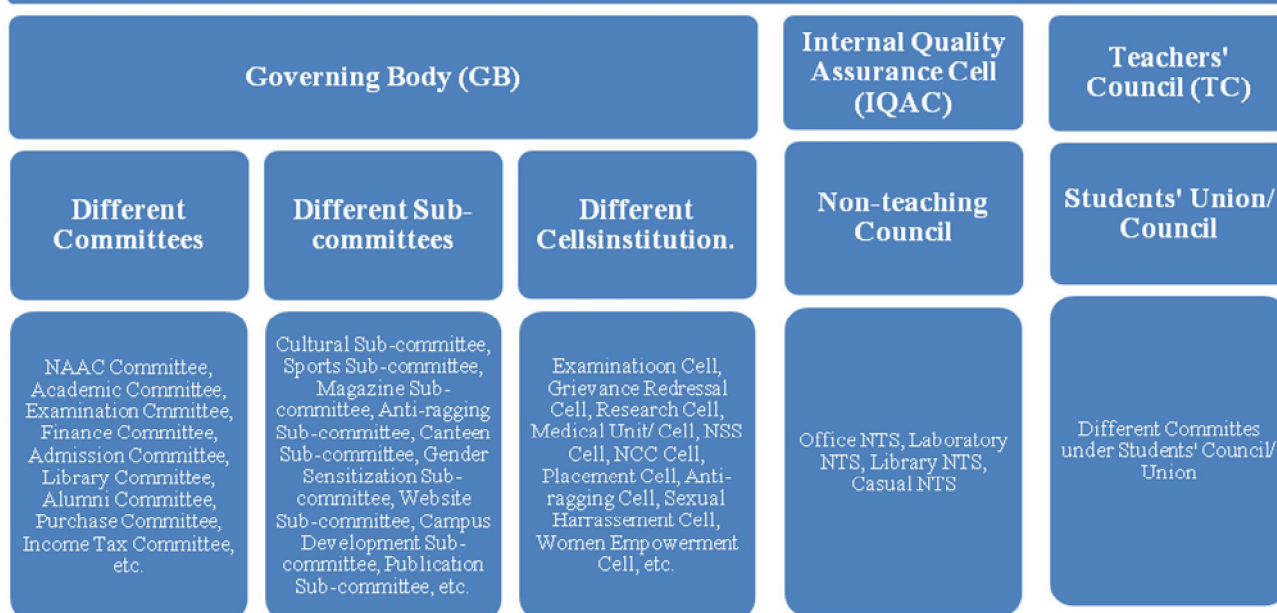 Governing Body (GB)
Internal Quality
Assurance Cell
(IQAC)
Teachers'
Council (TC)
Different
Committees
Different Sub-
committees
Different
Cellsinstitution.
Non-teaching
Council
Students' Union/
Council
NAAC Committee,
Academic Committee,
Examination Cmmittee,
Finance Committee,
Admission Committee,
Library Committee,
Alumni Committee,
Purchase Committee,
Income Tax Committee,
etc.
Cultural Sub-committee,
Sports Sub-committee,
Magazine Sub-
committee, Anti-ragging
Sub-committee, Canteen
Sub-committee, Gender
Sensitization Sub-
committee, Website
Sub-committee, Campus
Development Sub-
committee, Publication
Sub-committee, etc.
Examinatioon Cell,
Grievance Redressal
Cell, Research Cell,
Medical Unit/ Cell, NSS
Cell, NCC Cell,
Placement Cell, Anti-
ragging Cell, Sexual
Harrassement Cell,
Women Empowerment
Cell, etc.
Office NTS, Laboratory
NTS, Library NTS,
Casual NTS
Different Committes
under Students' Council/
Union